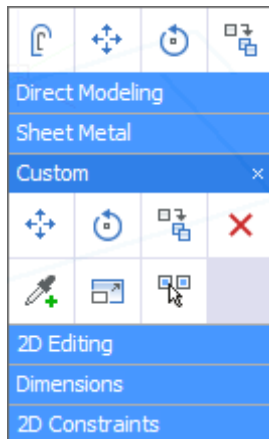 Direct Modeling
Sheet Metal
Custom
2D Editing
Dimensions
2D Constraints